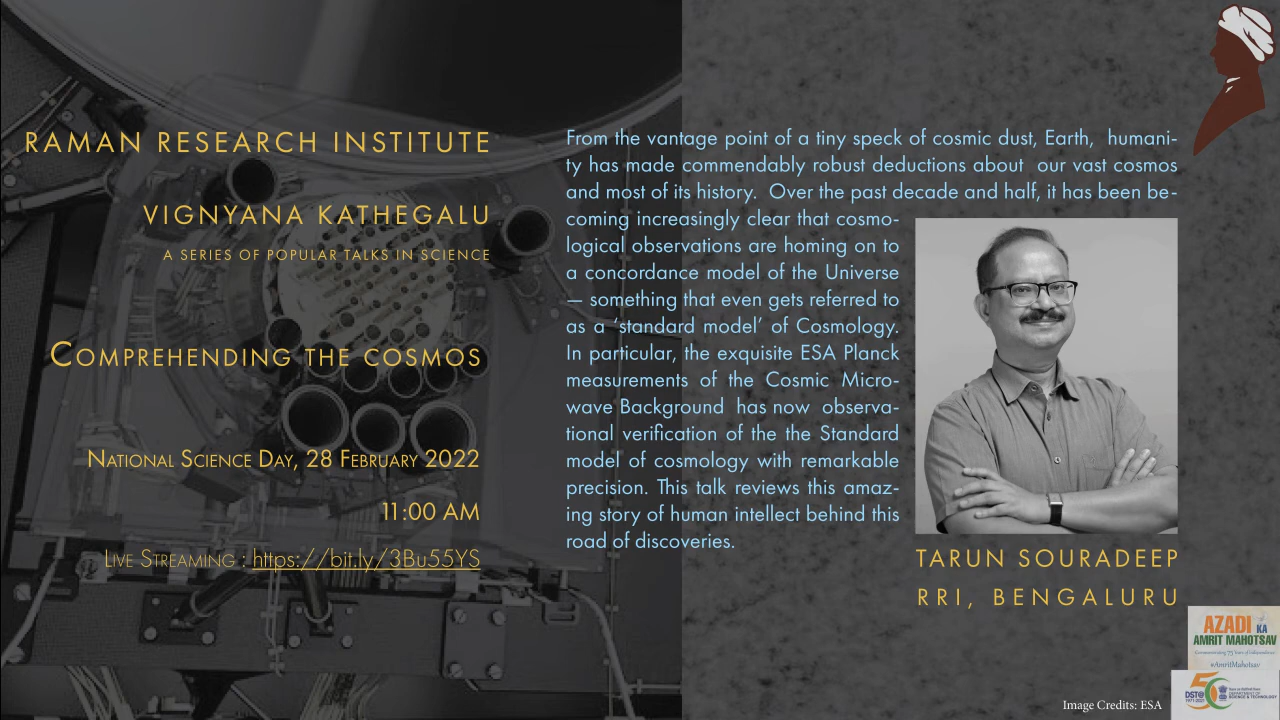 RAMAN RESEARCH INSTITUTE
VIGNYANA KATHEGALU
A SERIES OF POPULAR TALKS IN SCIENCE
COMPREHENDING THE COSMOS
NATIONAL SCIENCE DAY, 28 FEBRUARY 2022
11:00 AM
LIVE STREAMING : https://bit.ly/3Bu55YS
From the vantage point of a tiny speck of cosmic dust, Earth, humani-
ty has made commendably robust deductions about our vast cosmos
and most of its history. Over the past decade and half, it has been be-
coming increasingly clear that cosmo-
logical observations are homing on to
a concordance model of the Universe
— something that even gets referred to
as a ‘standard model’ of Cosmology.
In particular, the exquisite ESA Planck
measurements of the Cosmic Micro-
wave Background has now observa-
tional verification of the the Standard
model of cosmology with remarkable
precision. This talk reviews this amaz-
ing story of human intellect behind this
road of discoveries.
TARUN SOURADEEP
RRI, BENGALURU
AZADI KA
AMRIT MAHOTSAV
#AmritMahotsav
DST@50
1971-2021
DEPARTMENT OF
SCIENCE & TECHNOLOGY
Image Credits: ESA